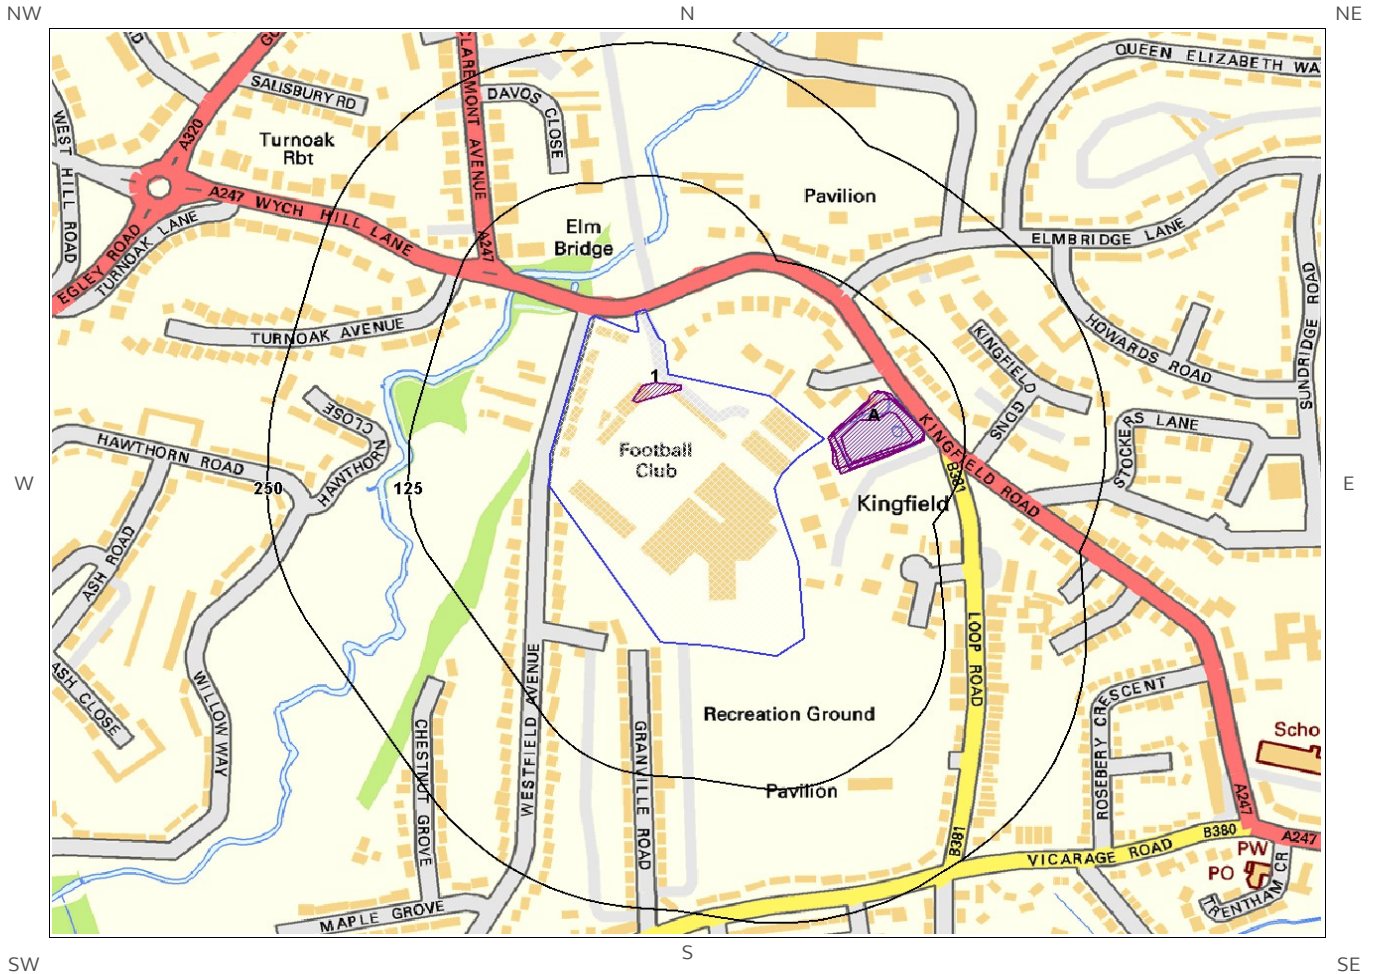 NW
N
NE
QUEEN ELIZABETH WA
CLAREMONT AVENUE
SALISBURY RD
DAVOS
CLOSE
A320
Turnoak
Rbt
WEST HILL ROAD
A247 WYCH HILL LANE
A247
TURNOAK LANE
EGLEY ROAD
Elm
Bridge
Pavilion
ELMBRIDGE LANE
SUNDRIDGE ROAD
TURNOAK AVENUE
HOWARDS ROAD
KINGFIELD
GDNS
1
A
CLOSE
HAWTHORN
HAWTHORN ROAD
Football
Club
KINGFIELD ROAD
STOCKERS LANE
B381
W
250
125
E
Kingfield
ASH ROAD
ASH CLOSE
WILLOW WAY
WESTFIELD AVENUE
LOOP ROAD
CHESTNUT GROVE
GRANVILLE ROAD
Recreation Ground
Pavilion
ROSEBERY CRESCENT
Scho
A247
B381
B380
A247
VICARAGE ROAD
PW
PO
TRENTHAM CR
MAPLE GROVE
SW
S
SE